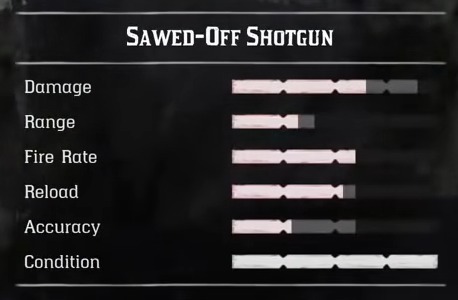 Sawed-Off Shotgun
Damage
Range
Fire Rate
Reload
Accuracy
Condition